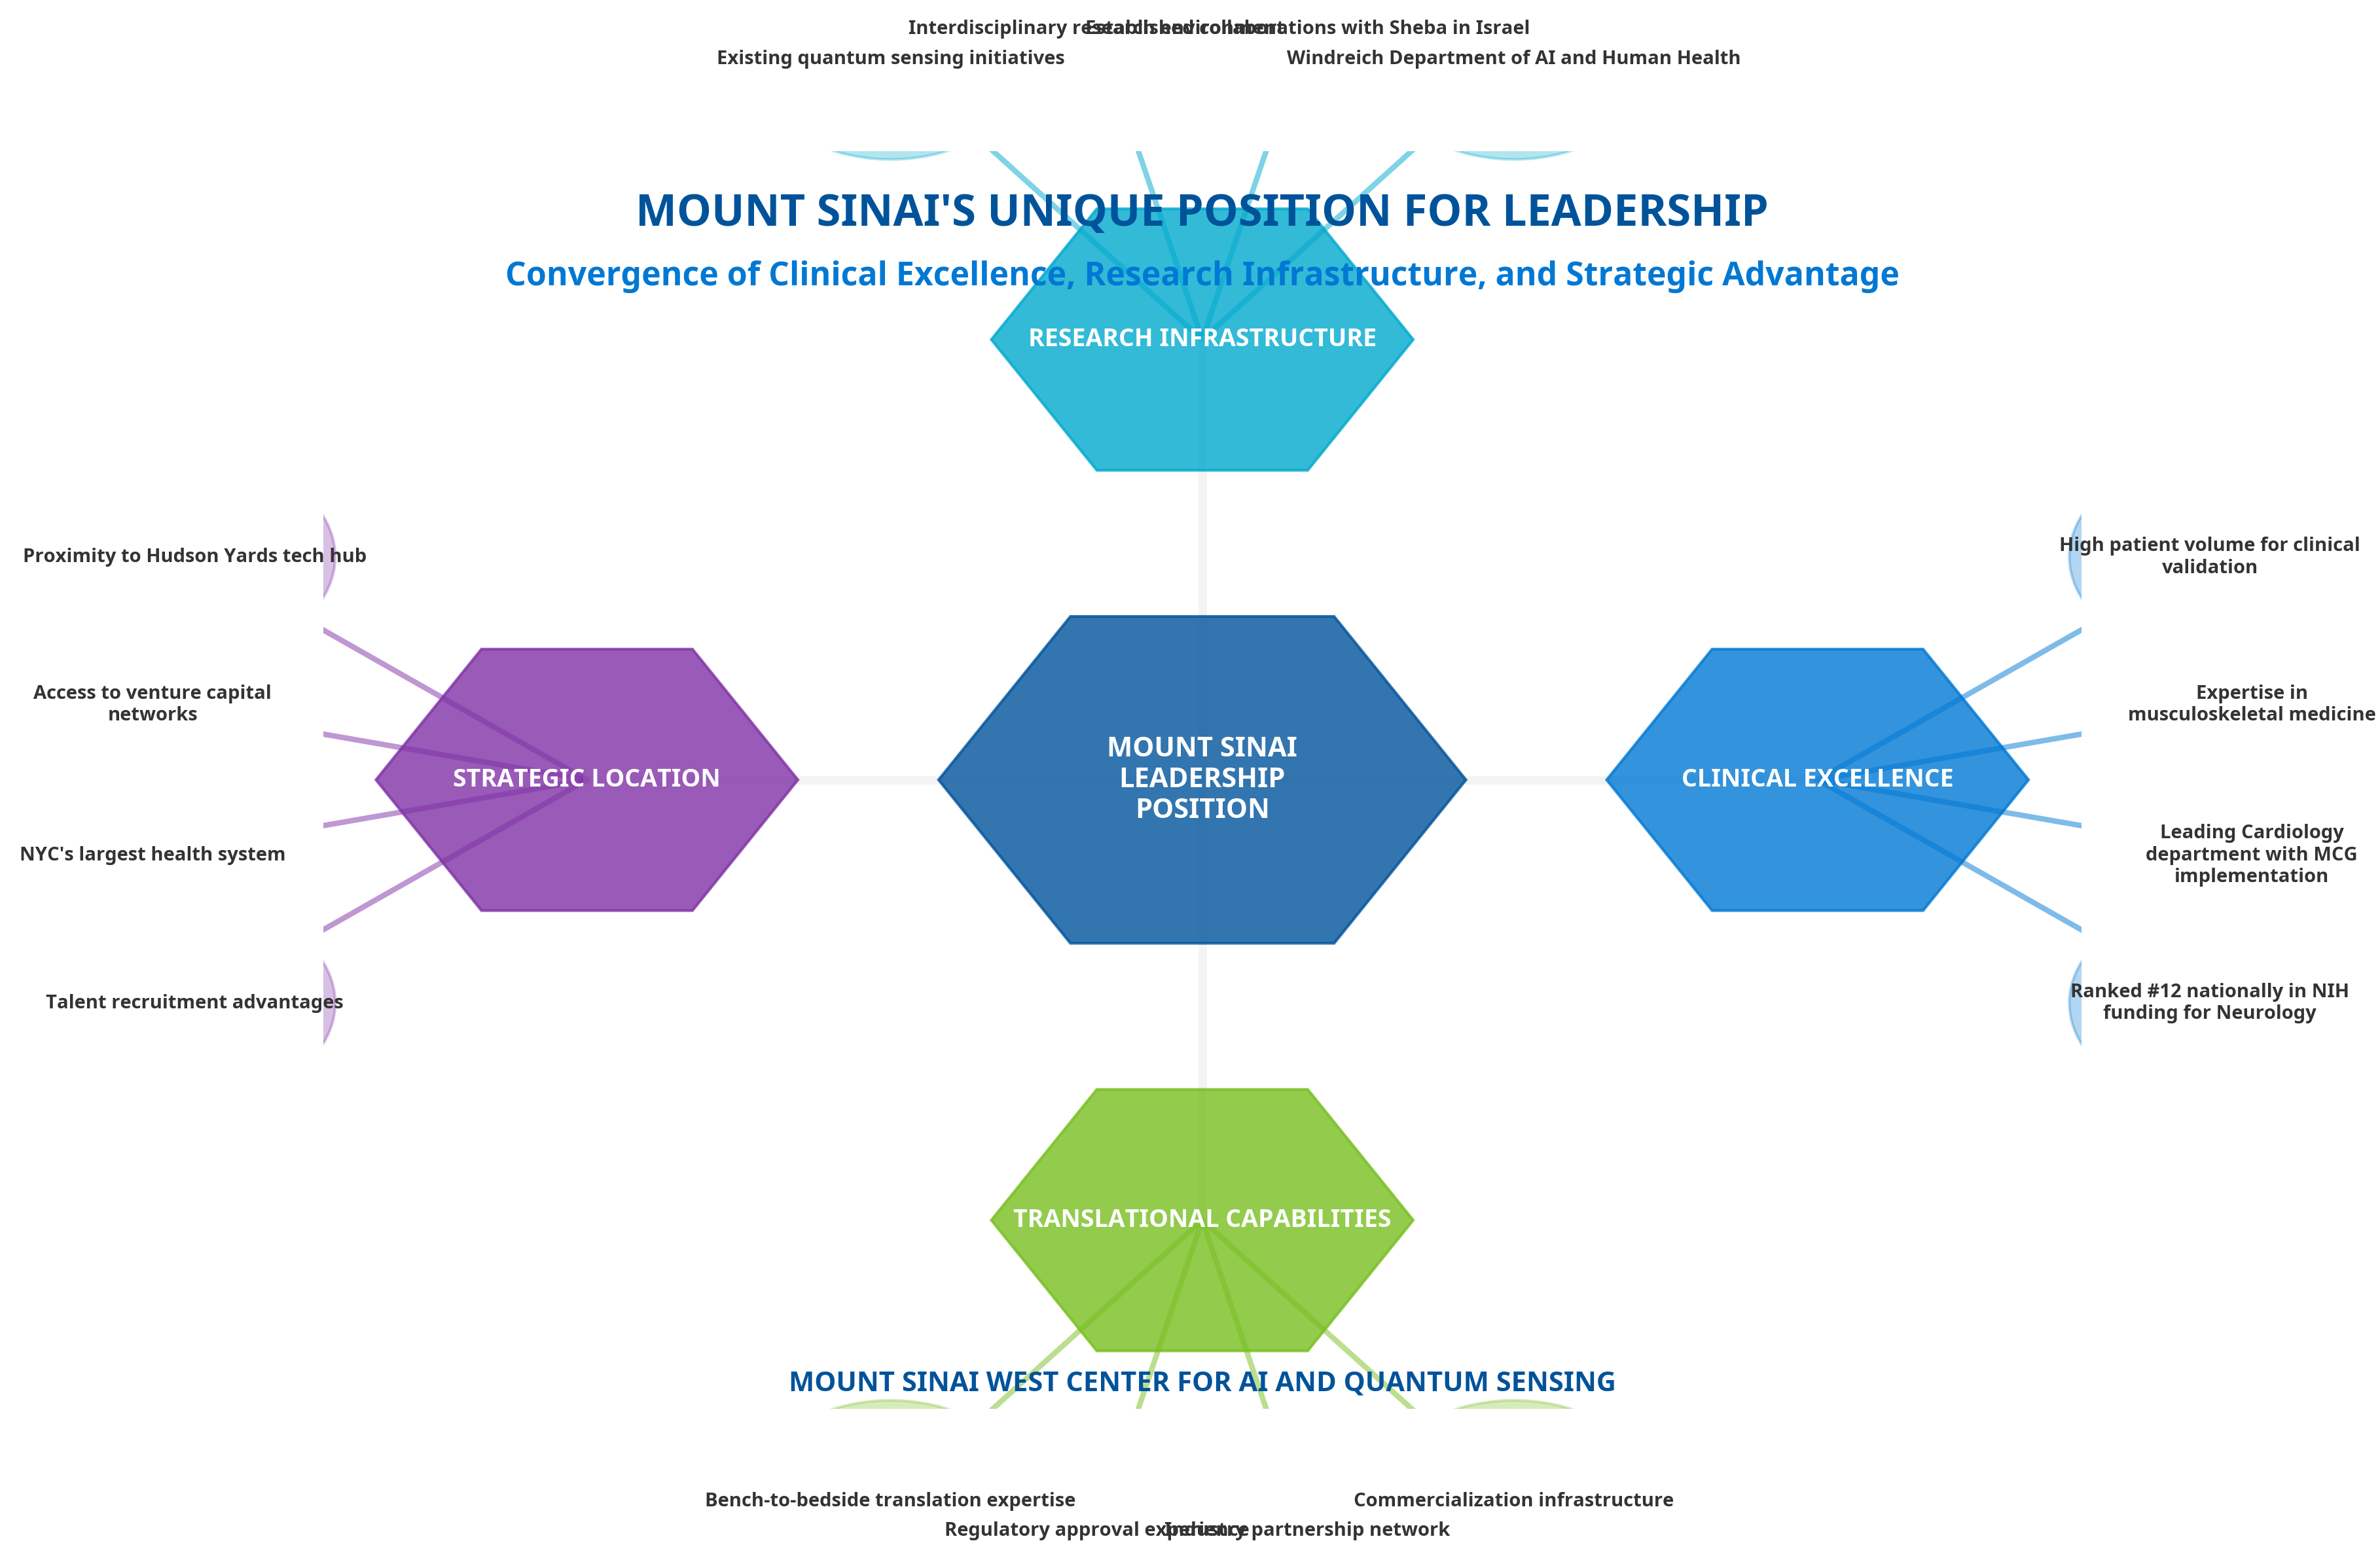 Interdisciplinary research environment
Established collaborations with Sheba in Israel
Existing quantum sensing initiatives
Windreich Department of AI and Human Health
MOUNT SINAI'S UNIQUE POSITION FOR LEADERSHIP
Convergence of Clinical Excellence, Research Infrastructure, and Strategic Advantage
RESEARCH INFRASTRUCTURE
Proximity to Hudson Yards tech hub
Access to venture capital
networks
NYC's largest health system
Talent recruitment advantages
STRATEGIC LOCATION
MOUNT SINAI
LEADERSHIP
POSITION
CLINICAL EXCELLENCE
High patient volume for clinical
validation
Expertise in
musculoskeletal medicine
Leading Cardiology
department with MCG
implementation
Ranked #12 nationally in NIH
funding for Neurology
TRANSLATIONAL CAPABILITIES
MOUNT SINAI WEST CENTER FOR AI AND QUANTUM SENSING
Bench-to-bedside translation expertise
Commercialization infrastructure
Regulatory approval experience
Industry partnership network